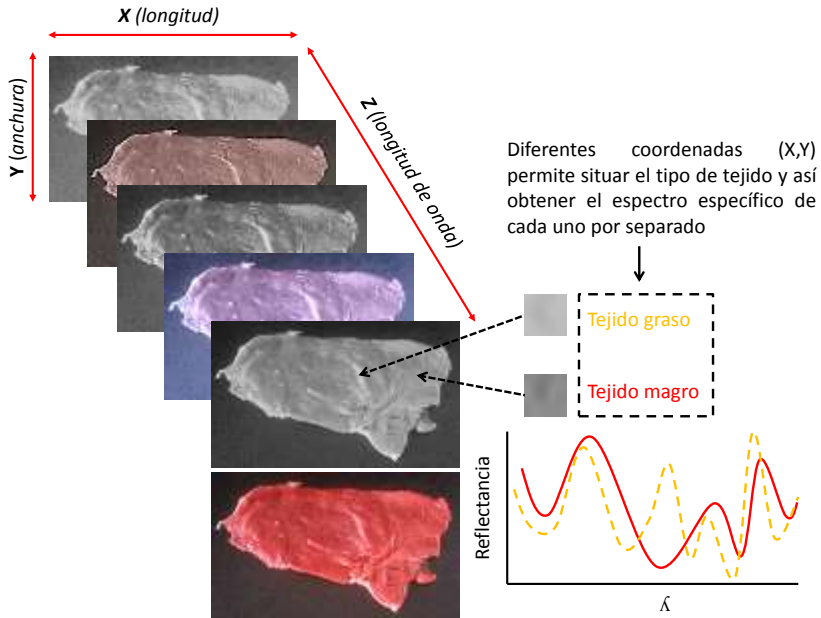 X (longitud)
Y (anchura)
Z (longitud de onda)
Diferentes coordenadas (X,Y)
permite situar el tipo de tejido y así
obtener el espectro específico de
cada uno por separado
Tejido graso
Tejido magro
Reflectancia
ʎ